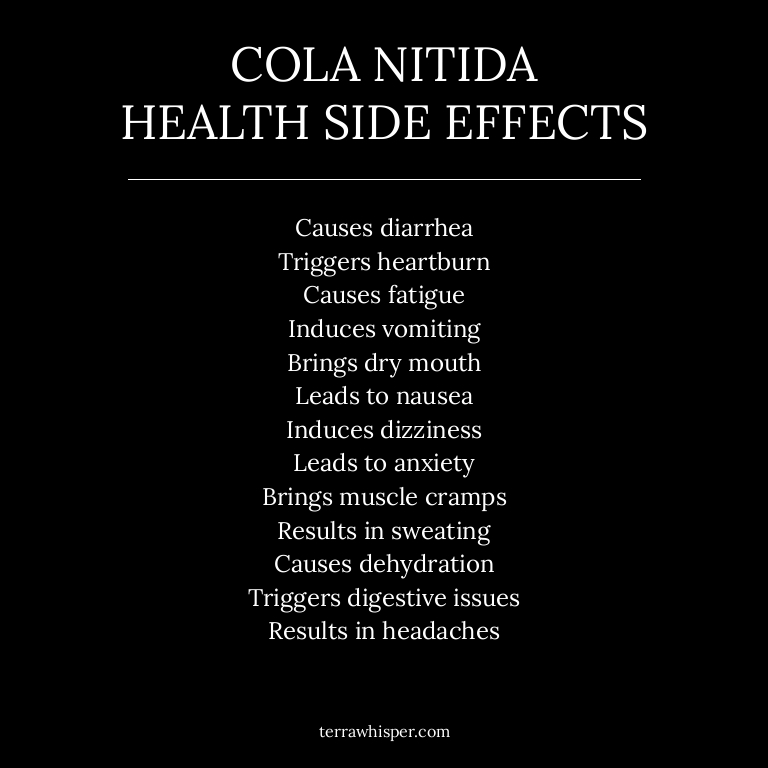 COLA NITIDA
HEALTH SIDE EFFECTS
Causes diarrhea
Triggers heartburn
Causes fatigue
Induces vomiting
Brings dry mouth
Leads to nausea
Induces dizziness
Leads to anxiety
Brings muscle cramps
Results in sweating
Causes dehydration
Triggers digestive issues
Results in headaches
terrawhisper.com